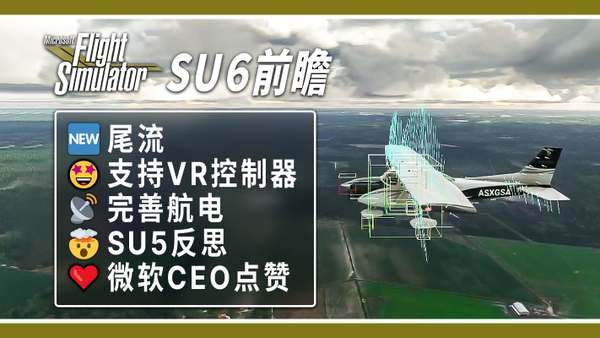 Microsoft
Flight
Simulator
SU6前瞻
NEW 尾流
支持VR控制器
完善航电
SU5反思
微软CEO点赞
ASXGSA